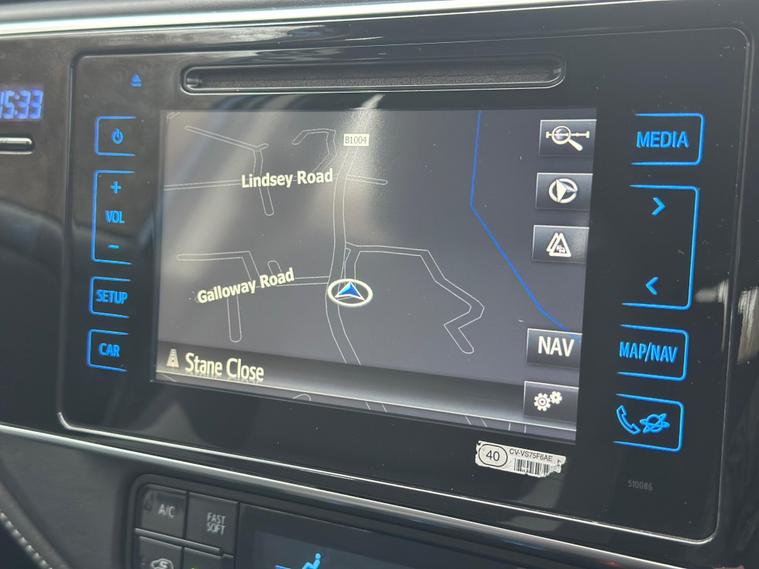 15:33
B1004
MEDIA
Lindsey Road
+
VOL
-
Galloway Road
SETUP
NAV
MAP/NAV
CAR
Stane Close
40
CV-VS75F6AE
510086
A/C
FAST
SOFT